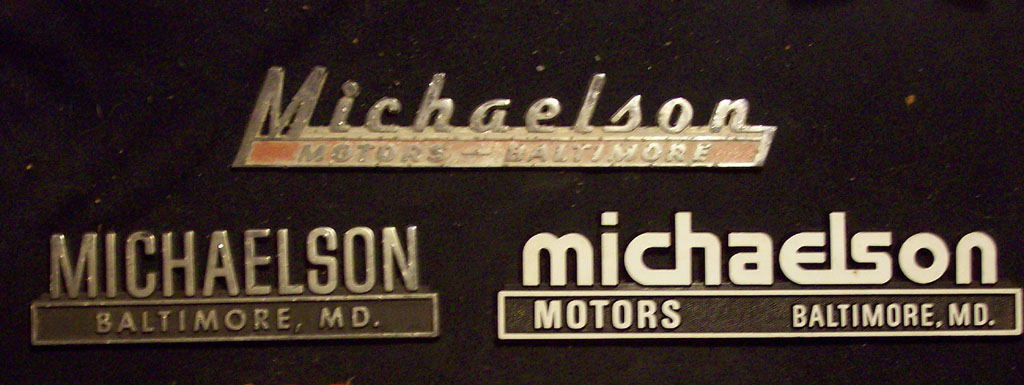 Michaelson
MOTORS — BALTIMORE
MICHAELSON
BALTIMORE, MD.
michaelson
MOTORS BALTIMORE, MD.